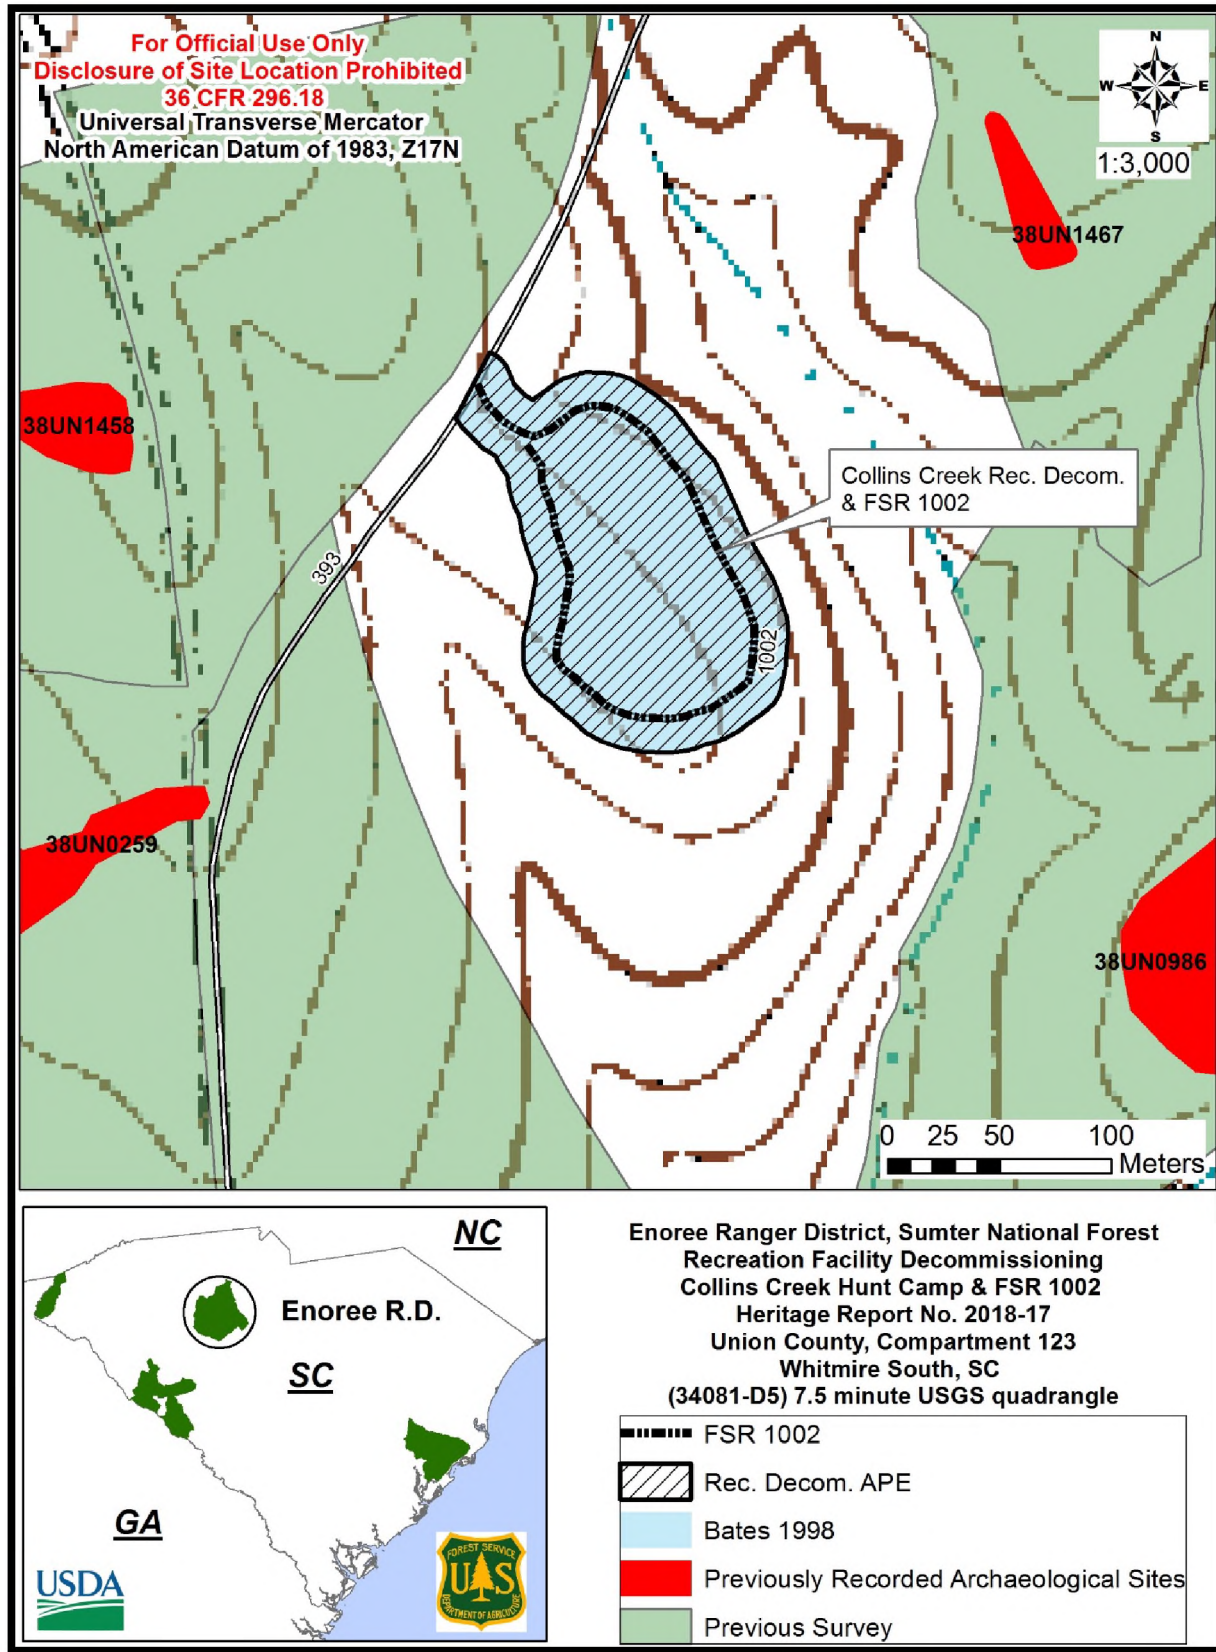 For Official Use Only
Disclosure of Site Location Prohibited
36 CFR 296.18
Universal Transverse Mercator
North American Datum of 1983, Z17N
N
W E
S
1:3,000
38UN1467
38UN1458
Collins Creek Rec. Decom.
& FSR 1002
393
1002
4
38UN0259
38UN0986
0 25 50 100
Meters
NC
Enoree R.D.
SC
GA
USDA
FOREST SERVICE
U S
DEPARTMENT OF AGRICULTURE
Enoree Ranger District, Sumter National Forest
Recreation Facility Decommissioning
Collins Creek Hunt Camp & FSR 1002
Heritage Report No. 2018-17
Union County, Compartment 123
Whitmire South, SC
(34081-D5) 7.5 minute USGS quadrangle
FSR 1002
Rec. Decom. APE
Bates 1998
Previously Recorded Archaeological Sites
Previous Survey